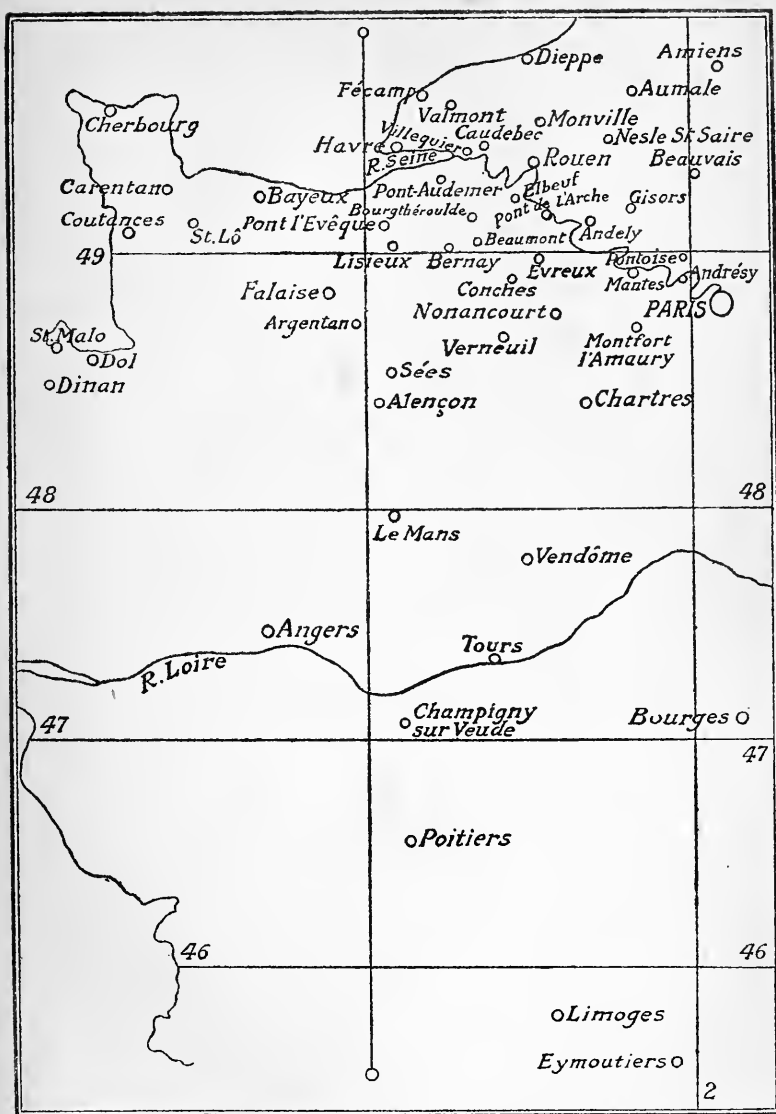 Dieppe
Amiens
Fécamp
Aumale
Valmont
Cherbourg
Monville
Villequier
Caudebec
Nesle St Saire
Havre
R. Seine
Rouen
Beauvais
Carentan
Bayeux
Pont-Audemer
Elbeuf
Gisors
Coutances
St. Lô
Pont l'Evêque
Bourgthéroulde
Pont de L'Arche
Andely
49
Lisieux
Bernay
Beaumont
Evreux
Pontoise
Mantes
Andrésy
Conches
Falaise
PARIS
Argentan
Nonancourt
Verneuil
Montfort
l'Amaury
St. Malo
Dol
Dinan
Sées
Alençon
Chartres
48
48
Le Mans
Vendôme
Angers
Tours
R. Loire
Champigny
sur Veude
Bourges
47
47
Poitiers
46
46
Limoges
Eymoutiers
2